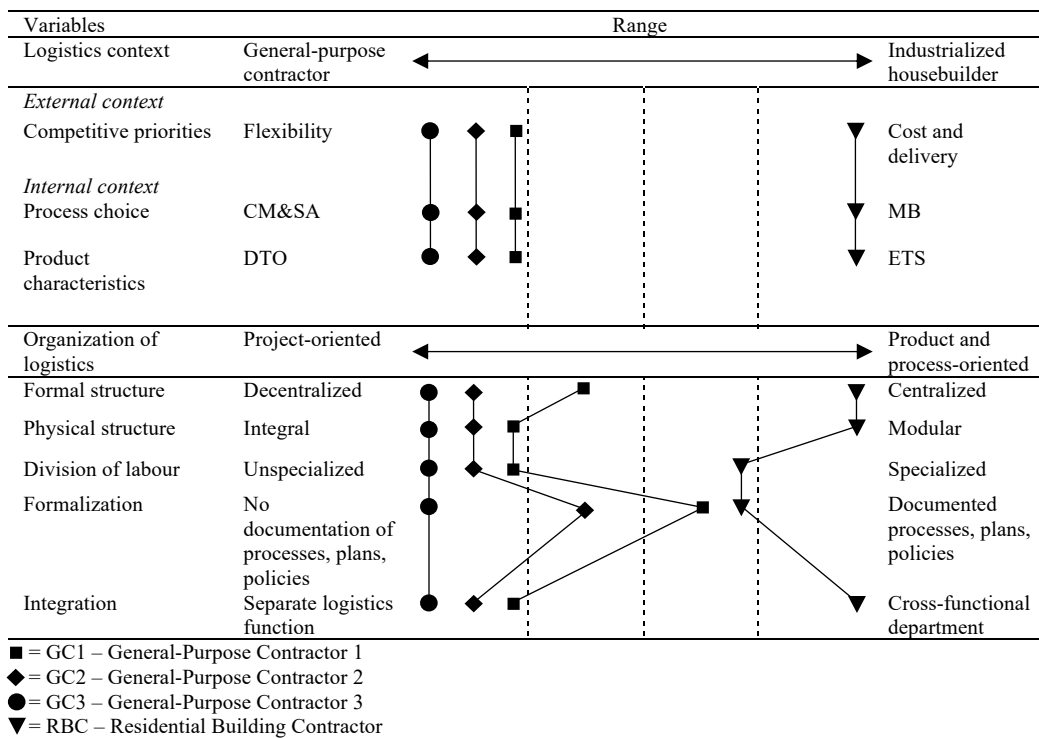 Variables Range
Logistics context General-purpose contractor Industrialized housebuilder
External context
Competitive priorities Flexibility Cost and delivery
Internal context
Process choice CM&SA MB
Product characteristics DTO ETS
Organization of logistics Project-oriented Product and process-oriented
Formal structure Decentralized Centralized
Physical structure Integral Modular
Division of labour Unspecialized Specialized
Formalization No documentation of processes, plans, policies Documented processes, plans, policies
Integration Separate logistics function Cross-functional department
■ = GC1 – General-Purpose Contractor 1
◆ = GC2 – General-Purpose Contractor 2
● = GC3 – General-Purpose Contractor 3
▼ = RBC – Residential Building Contractor